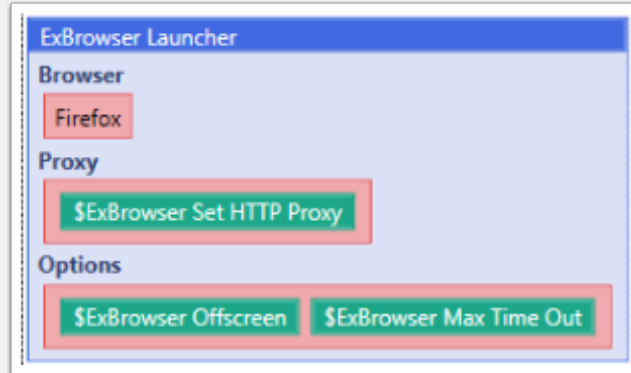 ExBrowser Launcher
Browser
Firefox
Proxy
$ExBrowser Set HTTP Proxy
Options
$ExBrowser Offscreen $ExBrowser Max Time Out